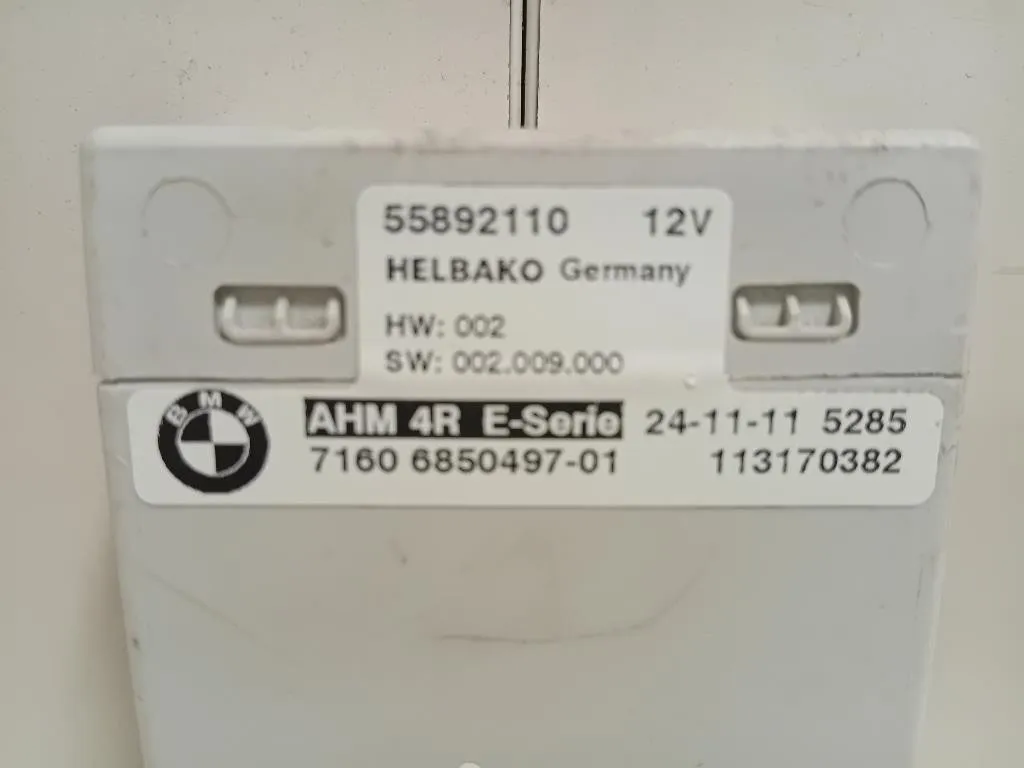 55892110 12V
HELBAKO Germany
HW: 002
SW: 002.009.000
BMW
AHM 4R E-Serie 24-11-11 5285
7160 6850497-01 113170382